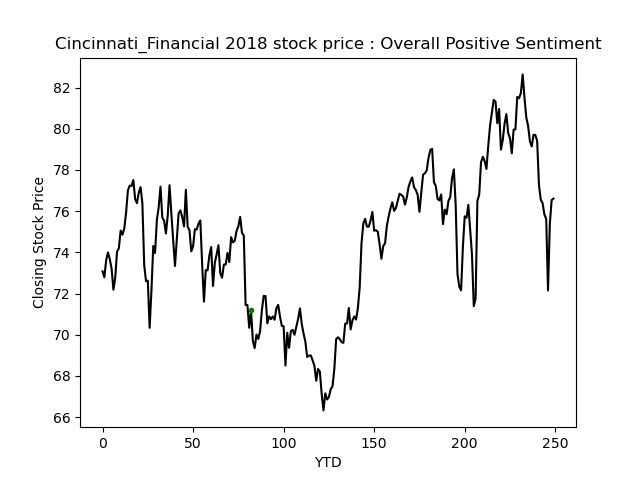 Cincinnati_Financial 2018 stock price : Overall Positive Sentiment
82
80
78
76
74
72
70
68
66
Closing Stock Price
0 50 100 150 200 250
YTD